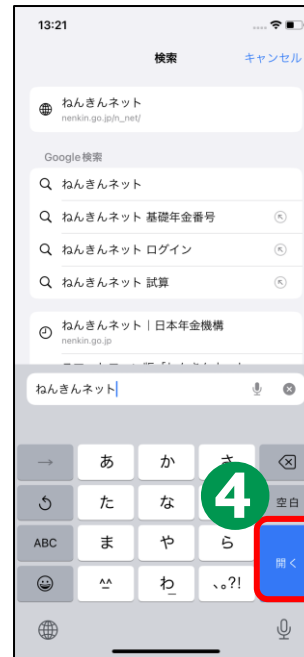 13:21
検索
キャンセル
ねんきんネット
nenkin.go.jp/n_net/
Google検索
ねんきんネット
ねんきんネット 基礎年金番号
ねんきんネット ログイン
ねんきんネット 試算
ねんきんネット｜日本年金機構
nenkin.go.jp
ねんきんネット
→
あ
か
さ
た
な
4
空白
ABC
ま
や
ら
開く
^^
わ
、。?!